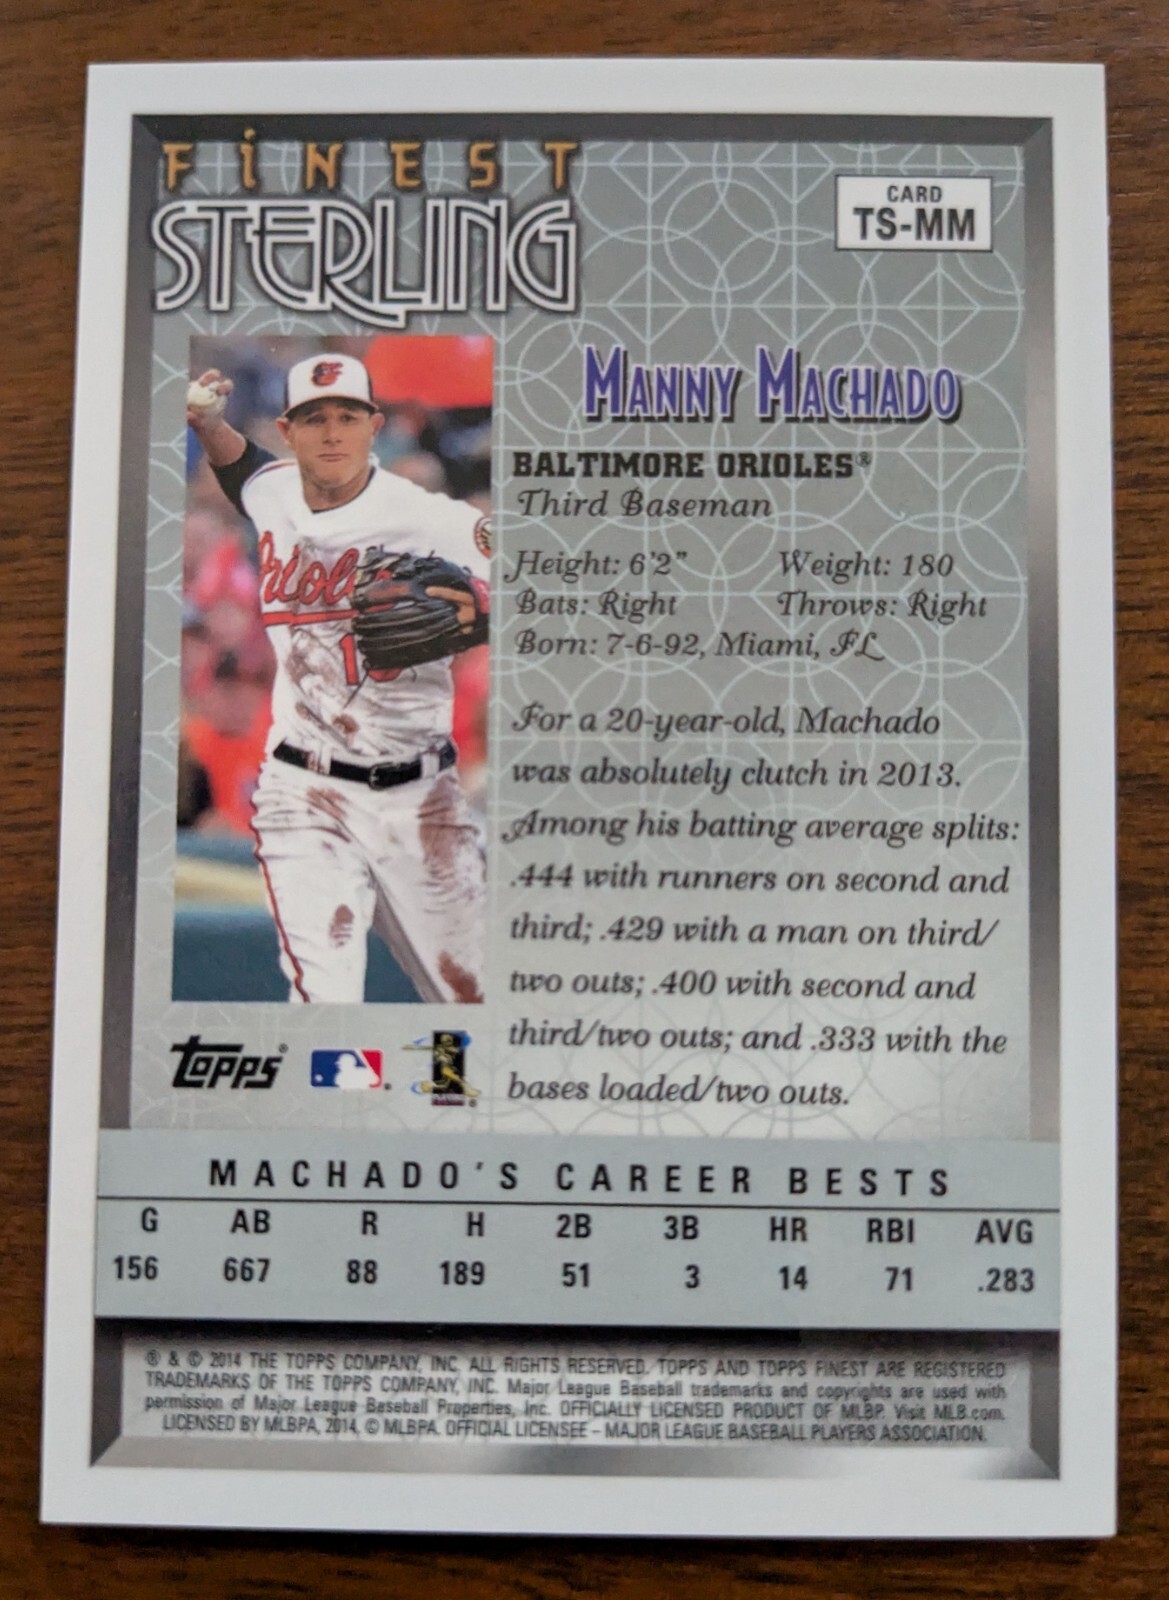 FiNEST
STERLING
CARD
TS-MM
MANNY MACHADO
BALTIMORE ORIOLES®
Third Baseman
Height: 6'2" Weight: 180
Bats: Right Throws: Right
Born: 7-6-92, Miami, FL
For a 20-year-old, Machado
was absolutely clutch in 2013.
Among his batting average splits:
.444 with runners on second and
third; .429 with a man on third/
two outs; .400 with second and
third/two outs; and .333 with the
bases loaded/two outs.
Oriol
1
TOPPS®
MACHADO'S CAREER BESTS
G AB R H 2B 3B HR RBI AVG
156 667 88 189 51 3 14 71 .283
® & © 2014 THE TOPPS COMPANY, INC. ALL RIGHTS RESERVED. TOPPS AND TOPPS FINEST ARE REGISTERED
TRADEMARKS OF THE TOPPS COMPANY, INC. Major League Baseball trademarks and copyrights are used with
permission of Major League Baseball Properties, Inc. OFFICIALLY LICENSED PRODUCT OF MLBP. Visit MLB.com.
LICENSED BY MLBPA, 2014, © MLBPA. OFFICIAL LICENSEE – MAJOR LEAGUE BASEBALL PLAYERS ASSOCIATION.